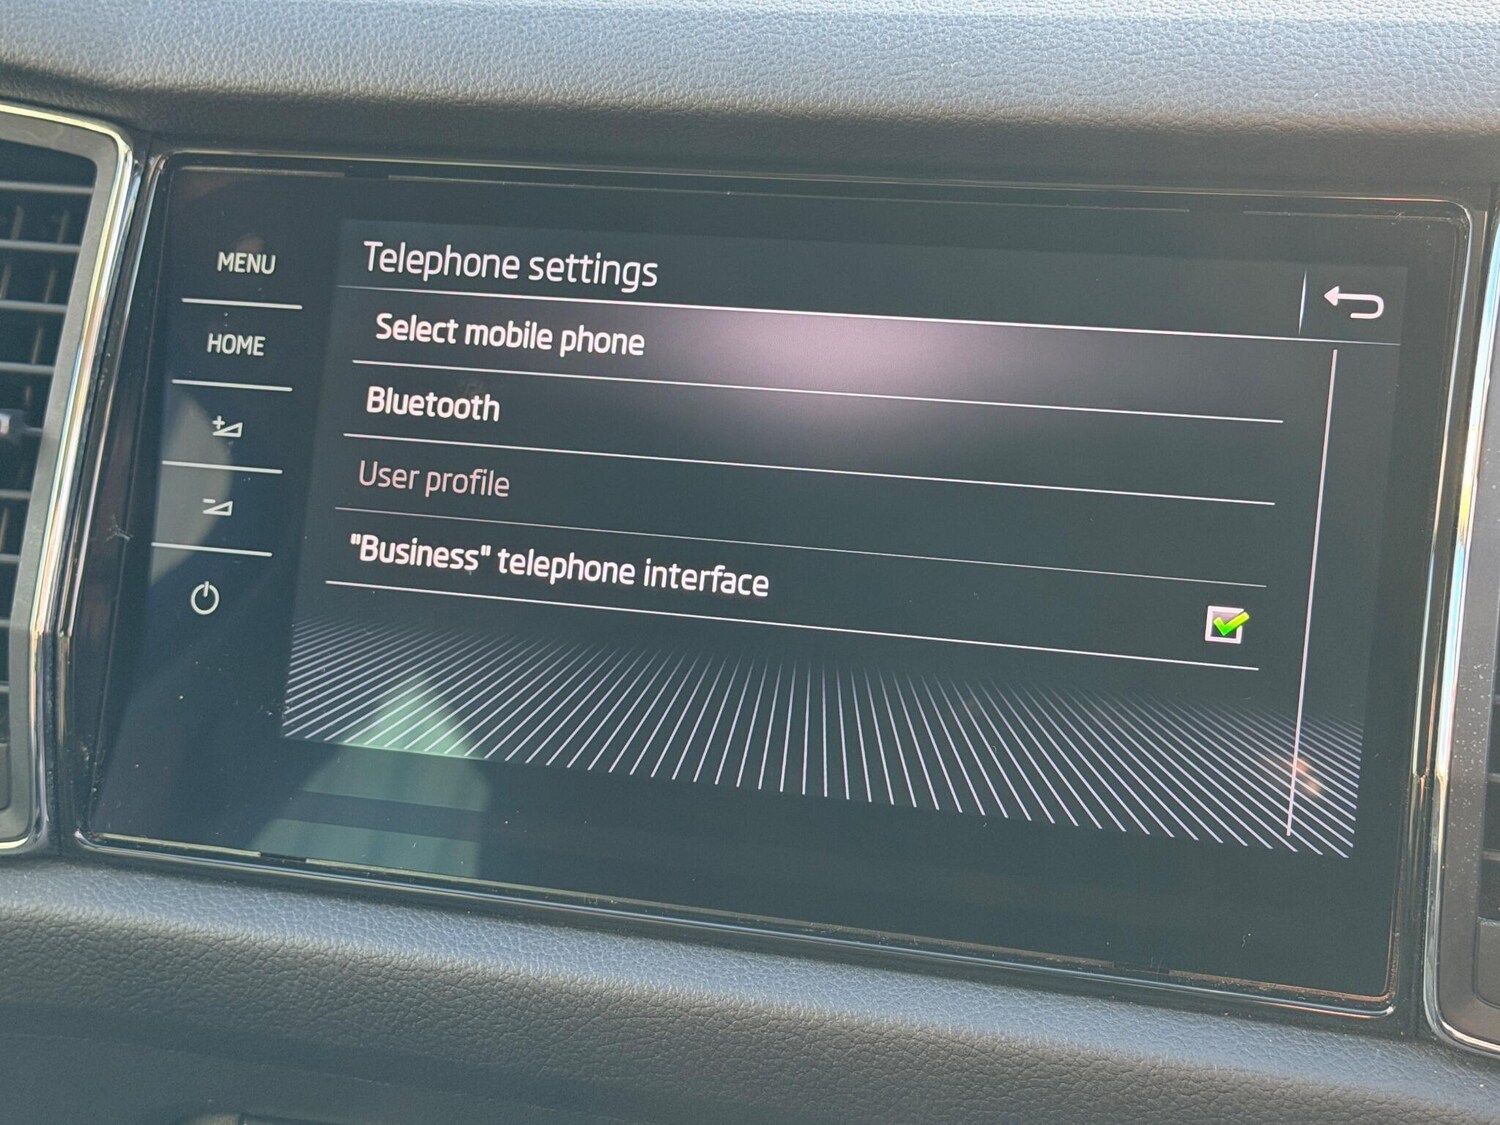 MENU
HOME
Telephone settings
Select mobile phone
Bluetooth
User profile
"Business" telephone interface